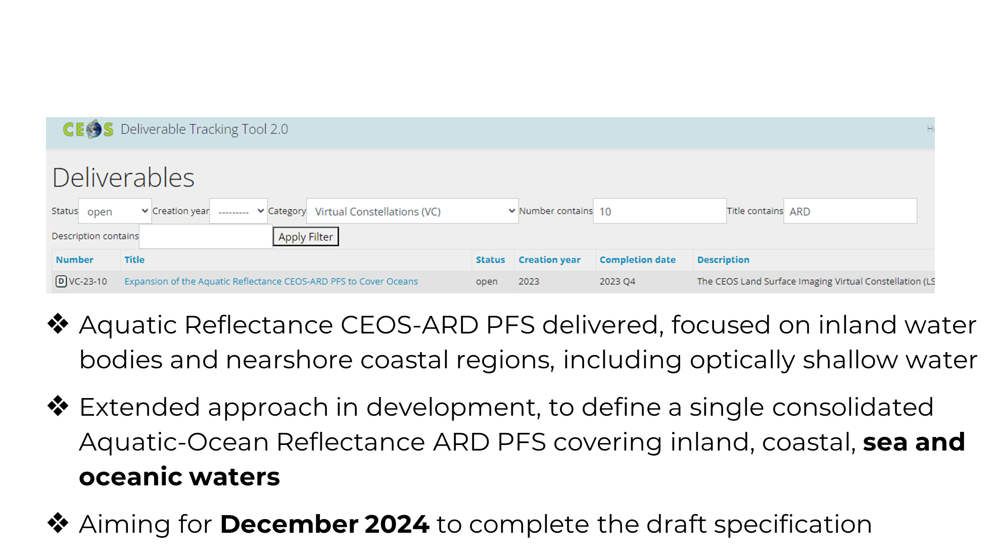 CEOS Deliverable Tracking Tool 2.0
Deliverables
Status open Creation year --------- Category Virtual Constellations (VC) Number contains 10 Title contains ARD
Description contains Apply Filter
Number Title Status Creation year Completion date Description
D VC-23-10 Expansion of the Aquatic Reflectance CEOS-ARD PFS to Cover Oceans open 2023 2023 Q4 The CEOS Land Surface Imaging Virtual Constellation (LS
❖ Aquatic Reflectance CEOS-ARD PFS delivered, focused on inland water
bodies and nearshore coastal regions, including optically shallow water
❖ Extended approach in development, to define a single consolidated
Aquatic-Ocean Reflectance ARD PFS covering inland, coastal, sea and
oceanic waters
❖ Aiming for December 2024 to complete the draft specification